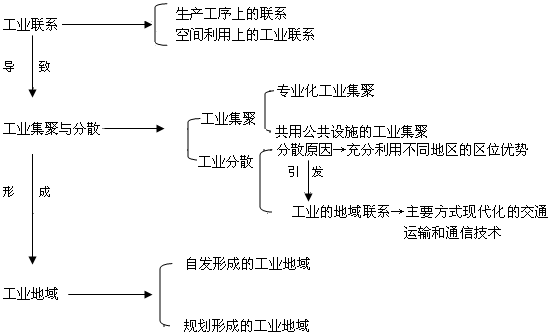 工业联系
生产工序上的联系
空间利用上的工业联系
导 致
工业集聚与分散
工业集聚
专业化工业集聚
共用公共设施的工业集聚
工业分散
分散原因→充分利用不同地区的区位优势
引 发
工业的地域联系→主要方式现代化的交通
运输和通信技术
形 成
工业地域
自发形成的工业地域
规划形成的工业地域